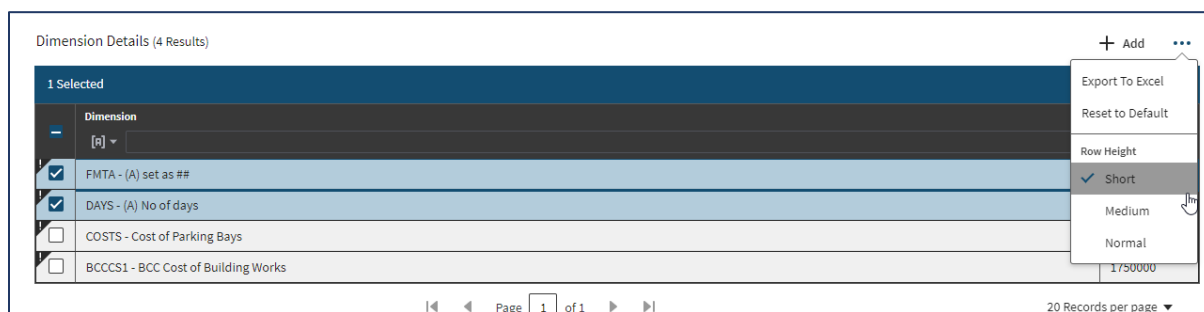 Dimension Details (4 Results)
+ Add ...
1 Selected
Export To Excel
Reset to Default
Dimension
[A]
Row Height
FMTA - (A) set as ##
Short
DAYS - (A) No of days
Medium
COSTS - Cost of Parking Bays
Normal
BCCCS1 - BCC Cost of Building Works
1750000
Page 1 of 1
20 Records per page